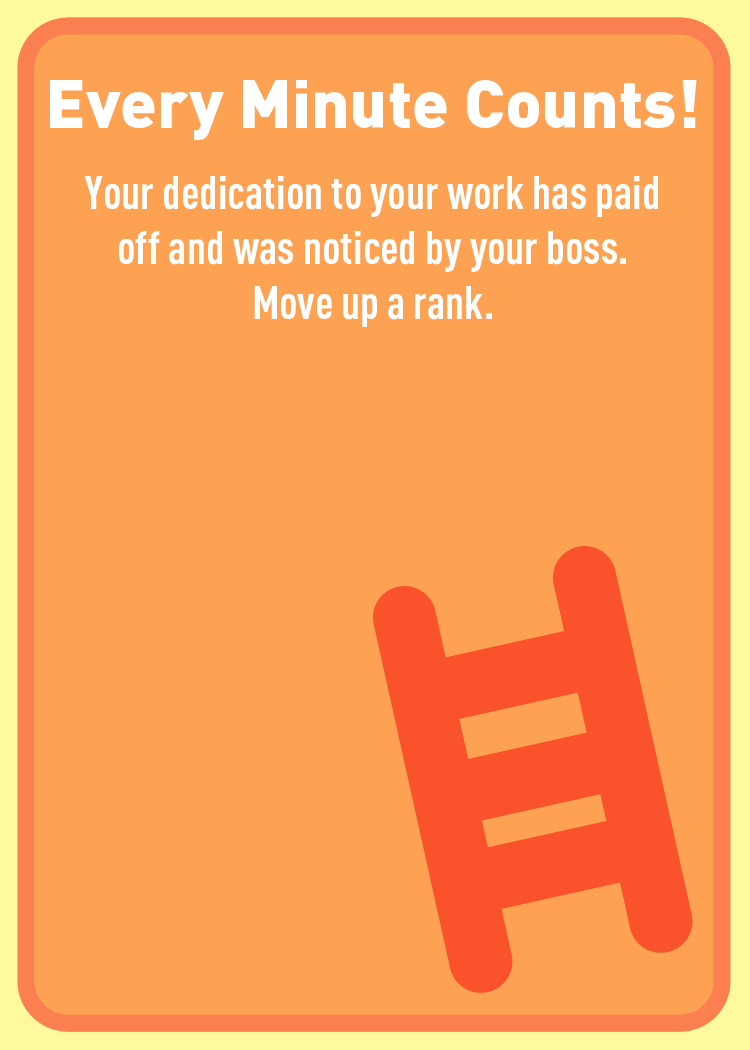 Every Minute Counts!
Your dedication to your work has paid
off and was noticed by your boss.
Move up a rank.